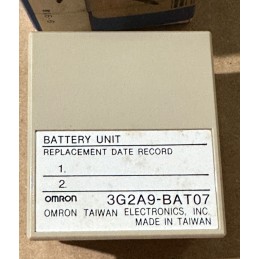 BATTERY UNIT
REPLACEMENT DATE RECORD
1.
2.
OMRON 3G2A9-BAT07
OMRON TAIWAN ELECTRONICS, INC.
MADE IN TAIWAN